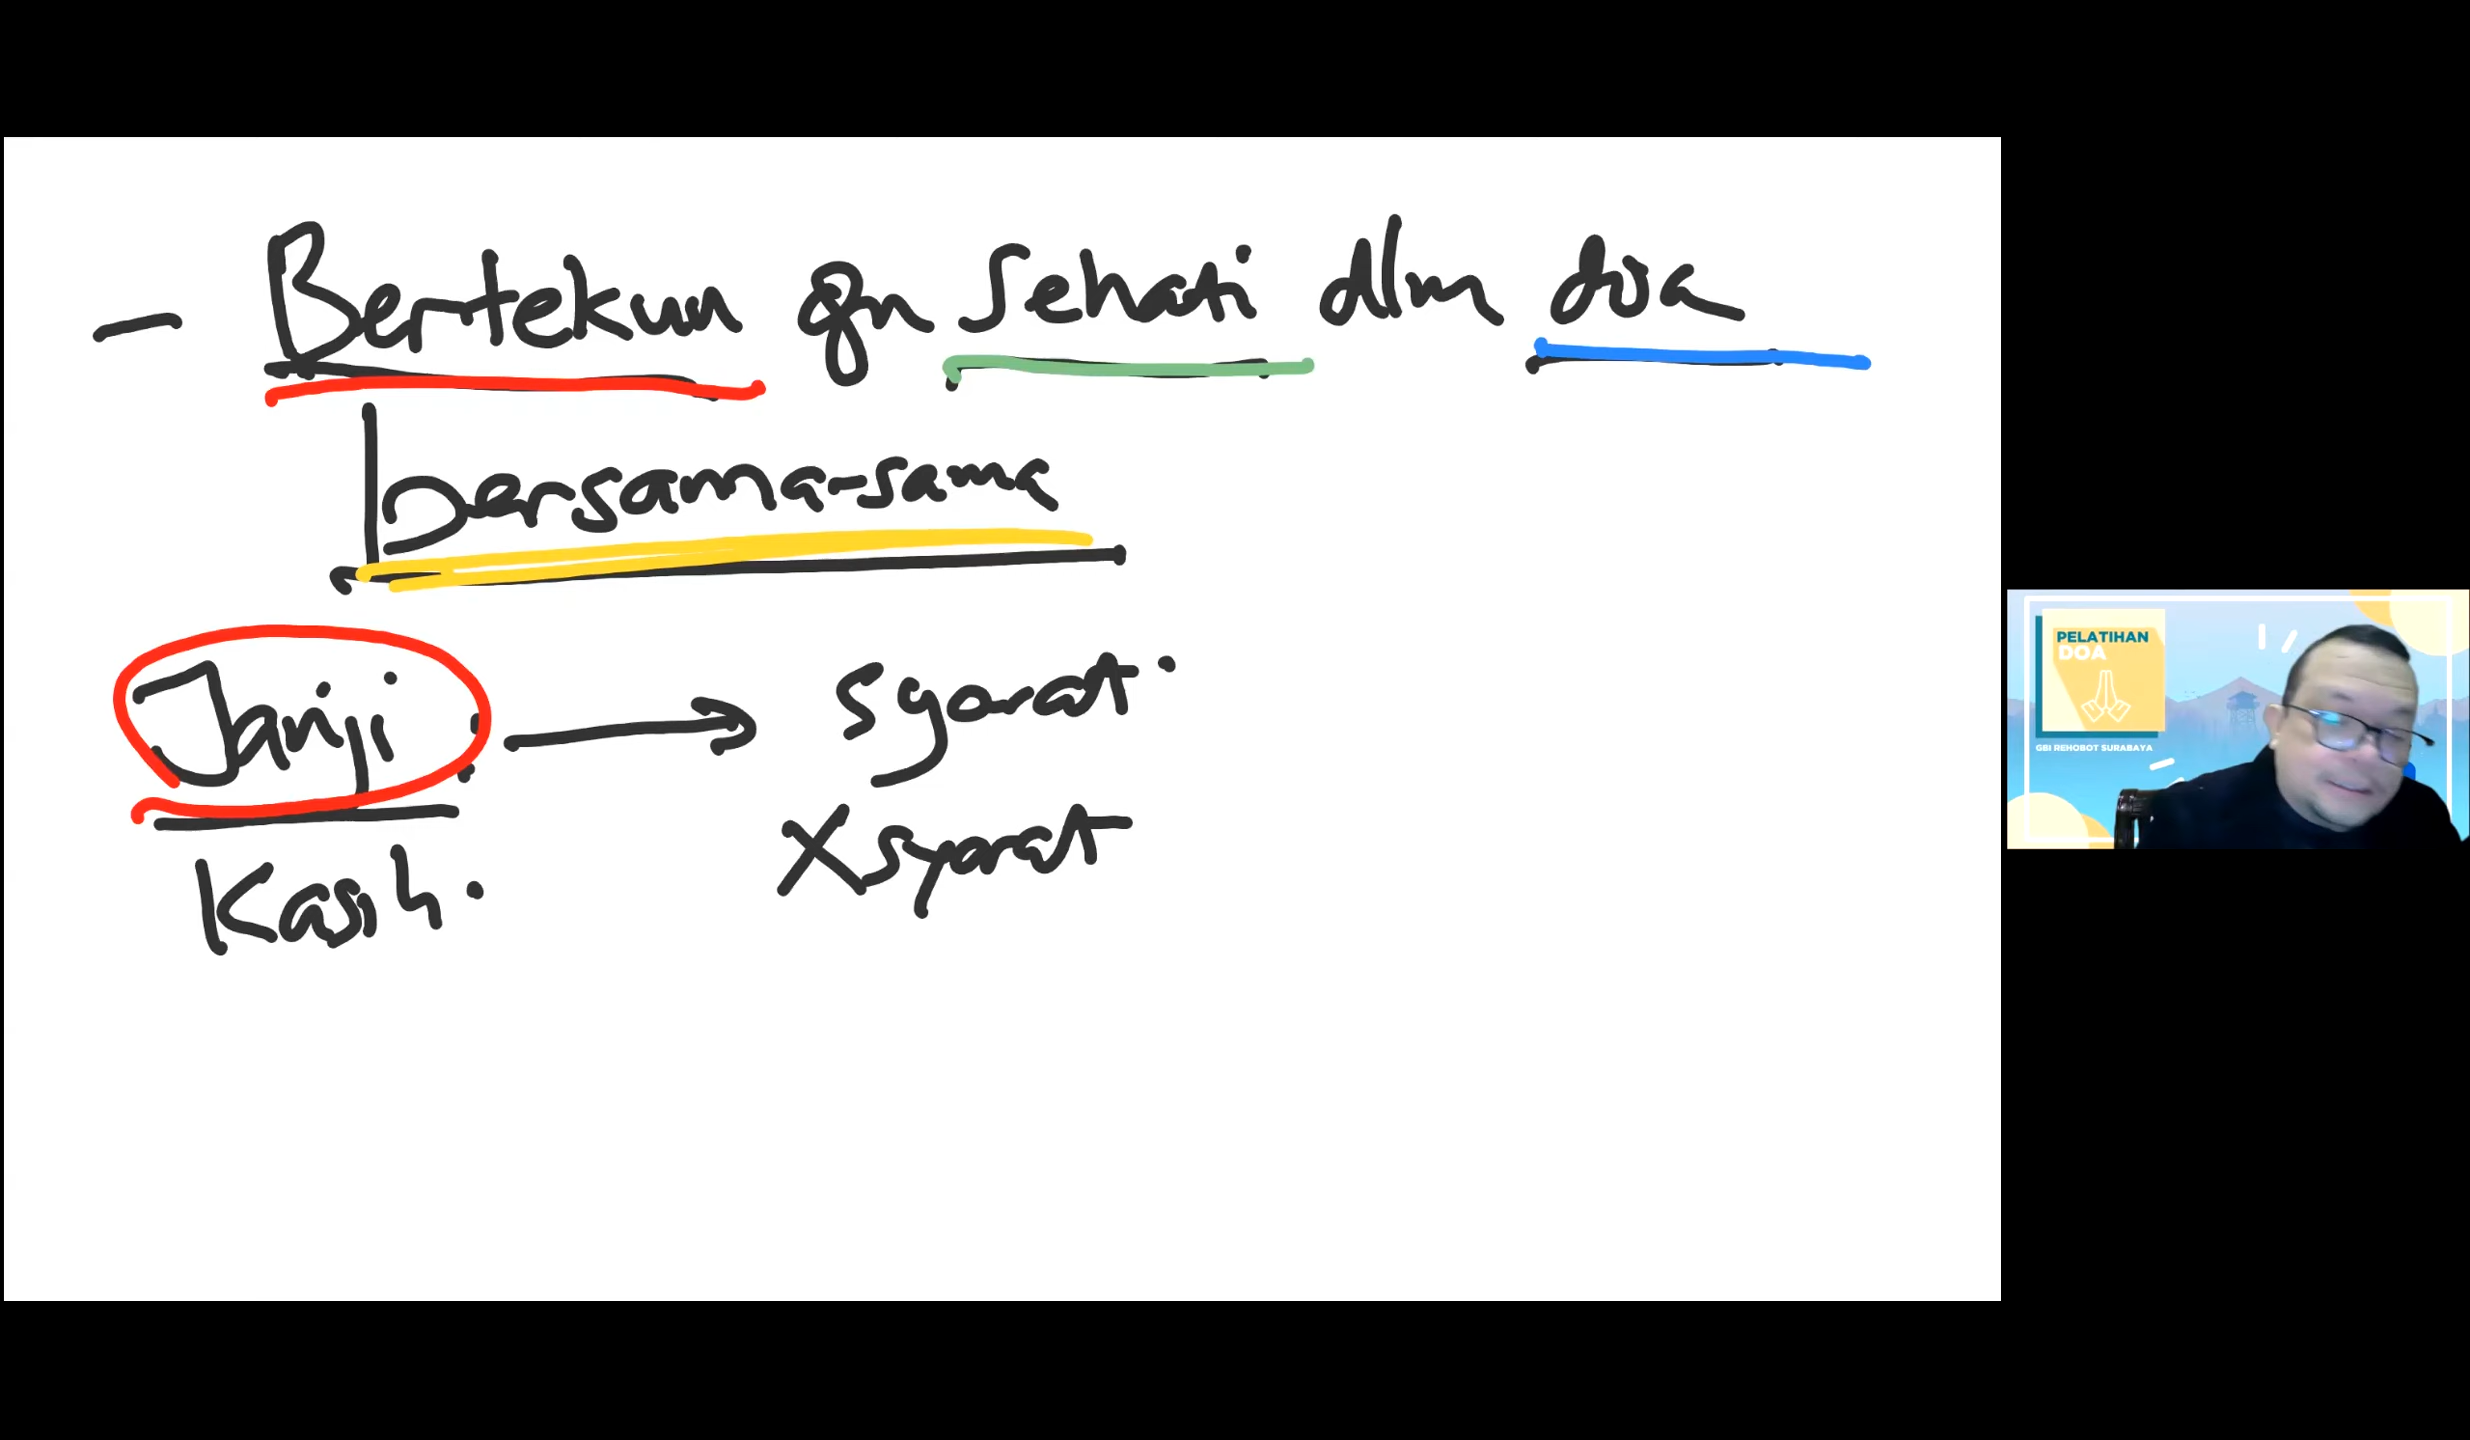 - Bertekun dgn Sehati dlm doa
bersama-sama
Janji : → syarat.
X syarat
Kasih.
PELATIHAN
DOA
GBI REHOBOT SURABAYA